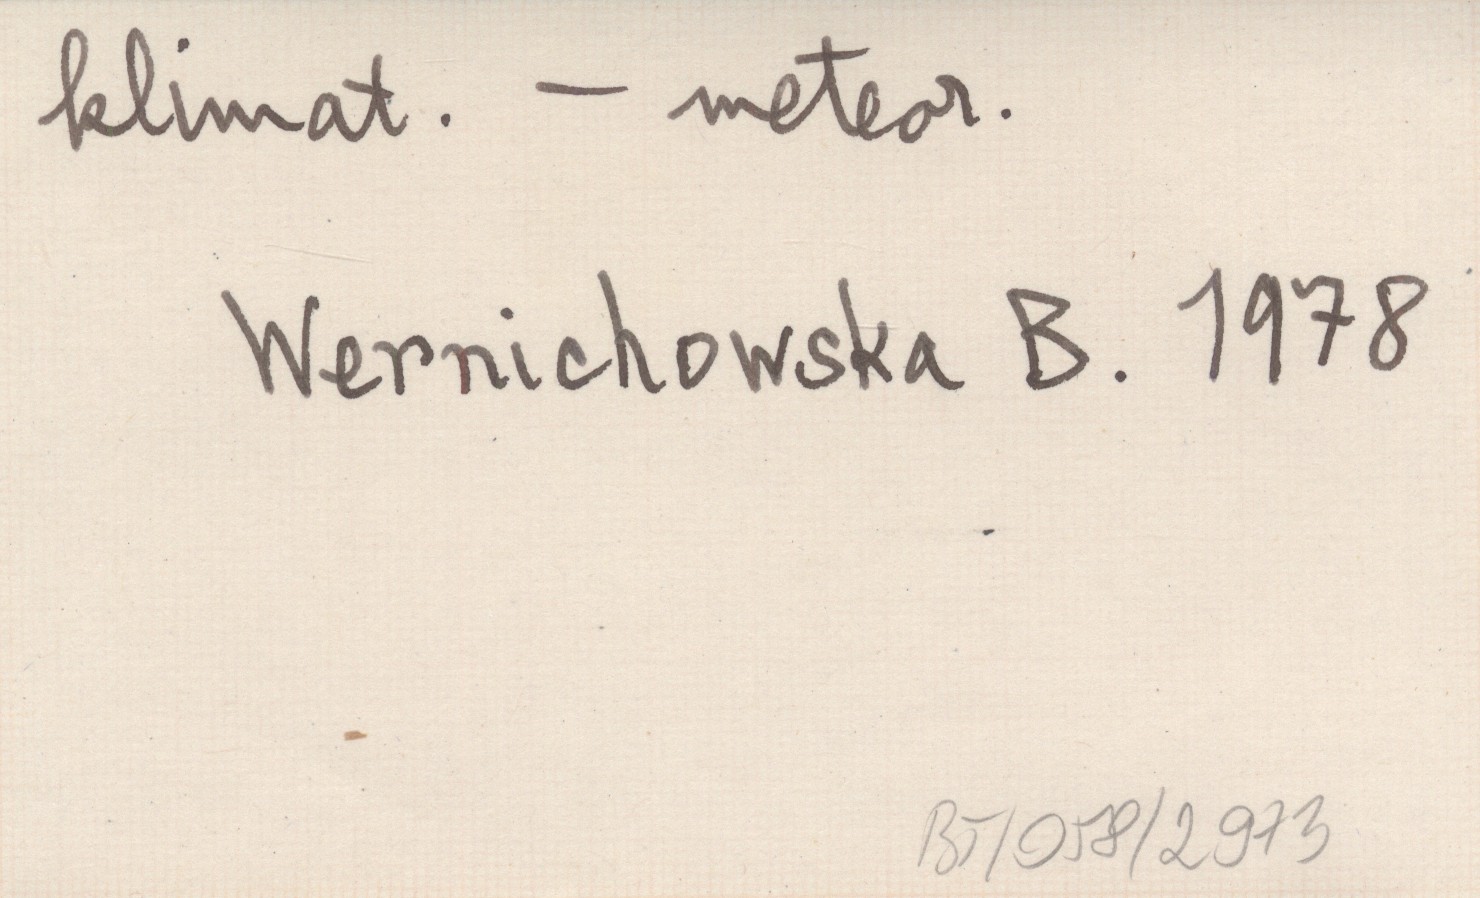 klimat. – meteor.
Wernichowska B. 1978
BT/058/2973